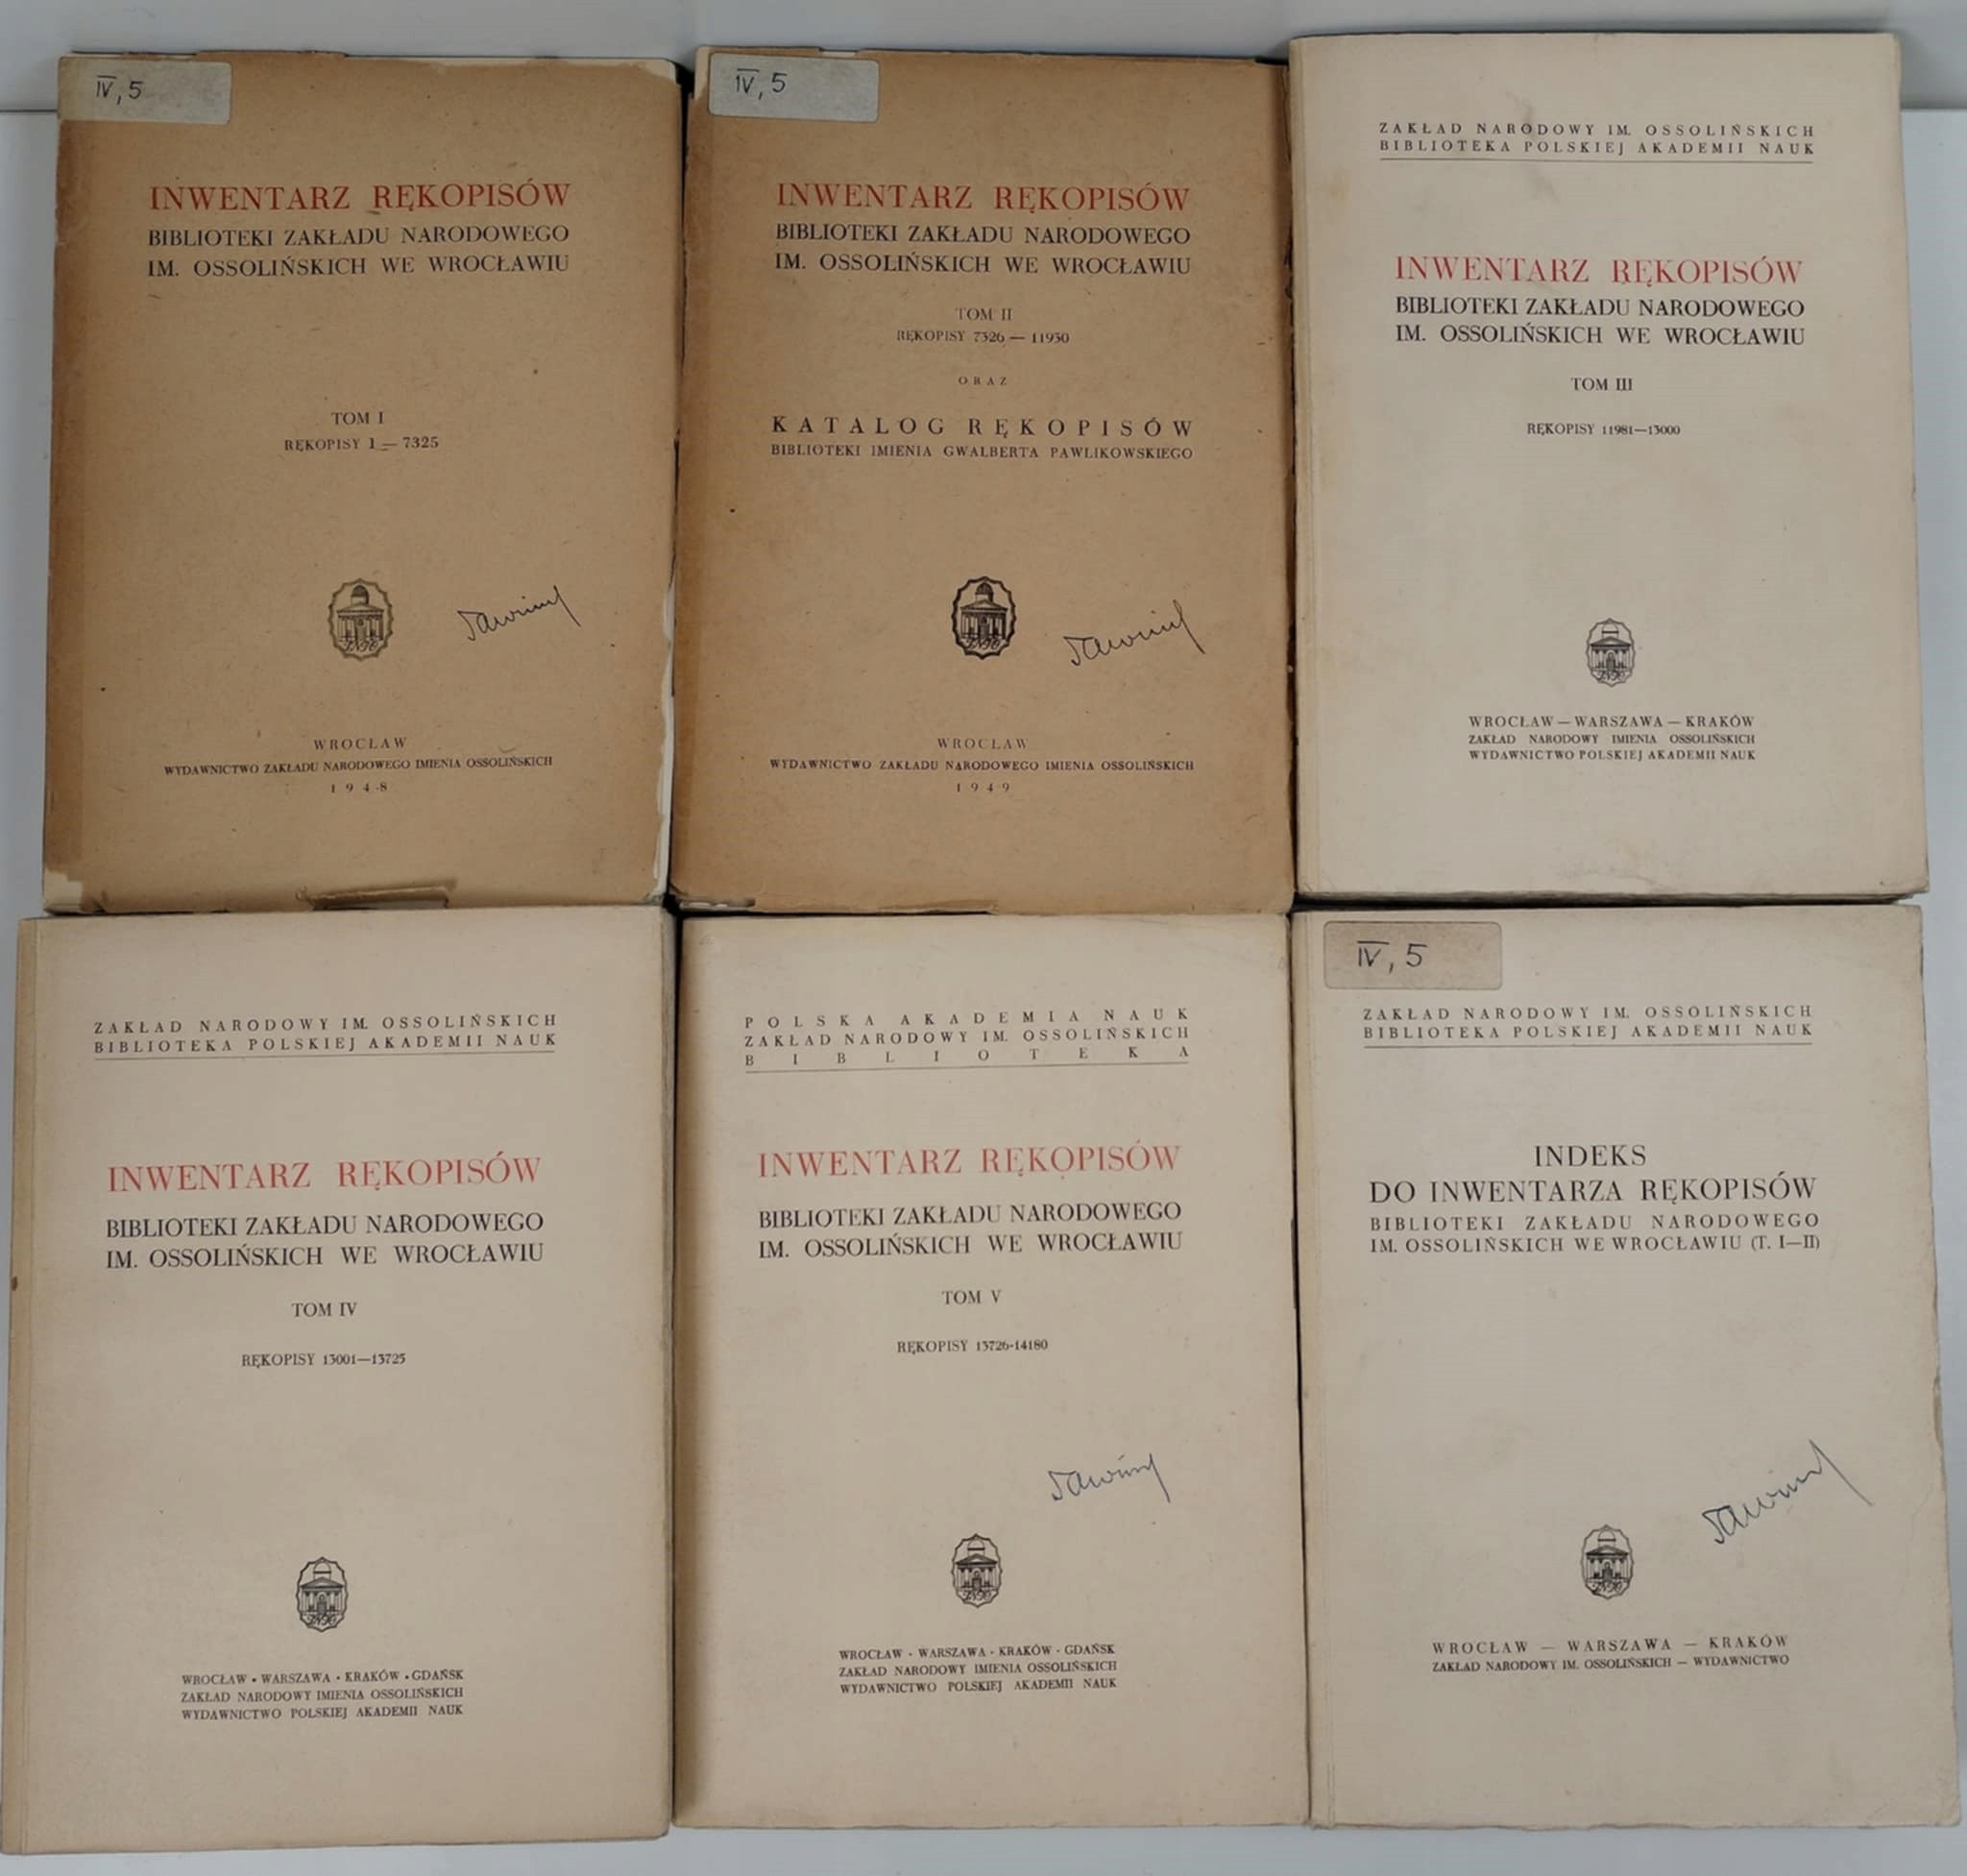 IV, 5
INWENTARZ RĘKOPISÓW
BIBLIOTEKI ZAKŁADU NARODOWEGO
IM. OSSOLIŃSKICH WE WROCŁAWIU
TOM I
RĘKOPISY 1 — 7325
WROCŁAW
WYDAWNICTWO ZAKŁADU NARODOWEGO IMIENIA OSSOLIŃSKICH
1948
IV, 5
INWENTARZ RĘKOPISÓW
BIBLIOTEKI ZAKŁADU NARODOWEGO
IM. OSSOLIŃSKICH WE WROCŁAWIU
TOM II
RĘKOPISY 7326 — 11930
ORAZ
KATALOG RĘKOPISÓW
BIBLIOTEKI IMIENIA GWALBERTA PAWLIKOWSKIEGO
WROCŁAW
WYDAWNICTWO ZAKŁADU NARODOWEGO IMIENIA OSSOLIŃSKICH
1949
ZAKŁAD NARODOWY IM. OSSOLIŃSKICH
BIBLIOTEKA POLSKIEJ AKADEMII NAUK
INWENTARZ RĘKOPISÓW
BIBLIOTEKI ZAKŁADU NARODOWEGO
IM. OSSOLIŃSKICH WE WROCŁAWIU
TOM III
RĘKOPISY 11981—13000
WROCŁAW — WARSZAWA — KRAKÓW
ZAKŁAD NARODOWY IMIENIA OSSOLIŃSKICH
WYDAWNICTWO POLSKIEJ AKADEMII NAUK
ZAKŁAD NARODOWY IM. OSSOLIŃSKICH
BIBLIOTEKA POLSKIEJ AKADEMII NAUK
INWENTARZ RĘKOPISÓW
BIBLIOTEKI ZAKŁADU NARODOWEGO
IM. OSSOLIŃSKICH WE WROCŁAWIU
TOM IV
RĘKOPISY 13001—13725
WROCŁAW • WARSZAWA • KRAKÓW • GDAŃSK
ZAKŁAD NARODOWY IMIENIA OSSOLIŃSKICH
WYDAWNICTWO POLSKIEJ AKADEMII NAUK
POLSKA AKADEMIA NAUK
ZAKŁAD NARODOWY IM. OSSOLIŃSKICH
BIBLIOTEKA
INWENTARZ RĘKOPISÓW
BIBLIOTEKI ZAKŁADU NARODOWEGO
IM. OSSOLIŃSKICH WE WROCŁAWIU
TOM V
RĘKOPISY 13726-14180
WROCŁAW · WARSZAWA · KRAKÓW · GDAŃSK
ZAKŁAD NARODOWY IMIENIA OSSOLIŃSKICH
WYDAWNICTWO POLSKIEJ AKADEMII NAUK
IV, 5
ZAKŁAD NARODOWY IM. OSSOLIŃSKICH
BIBLIOTEKA POLSKIEJ AKADEMII NAUK
INDEKS
DO INWENTARZA RĘKOPISÓW
BIBLIOTEKI ZAKŁADU NARODOWEGO
IM. OSSOLIŃSKICH WE WROCŁAWIU (T. I—II)
WROCŁAW — WARSZAWA — KRAKÓW
ZAKŁAD NARODOWY IM. OSSOLIŃSKICH — WYDAWNICTWO